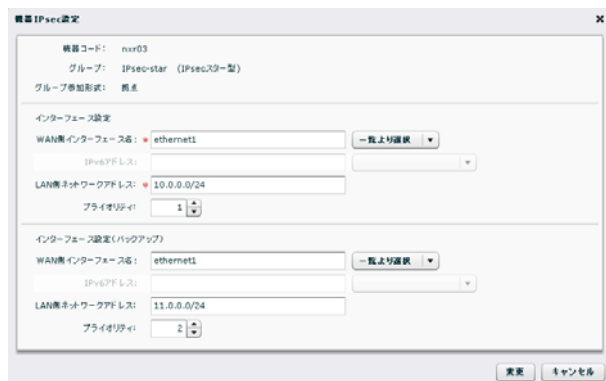 機器IPsec設定
機器コード: nxr03
グループ: IPsec-star (IPsecスター型)
グループ参加形式: 拠点
インターフェース設定
WAN側インターフェース名: * ethernet1 一覧より選択
IPv6アドレス:
LAN側ネットワークアドレス: * 10.0.0.0/24
プライオリティ: 1
インターフェース設定(バックアップ)
WAN側インターフェース名: ethernet1 一覧より選択
IPv6アドレス:
LAN側ネットワークアドレス: 11.0.0.0/24
プライオリティ: 2
変更 キャンセル